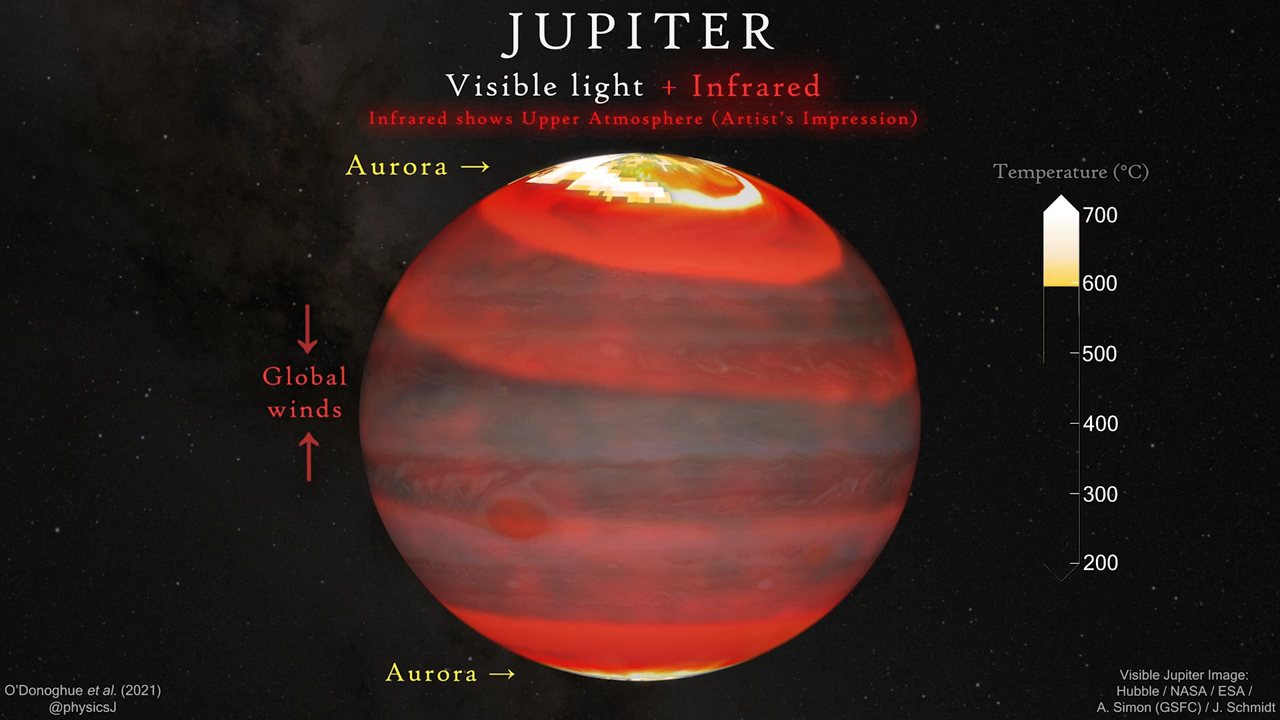 JUPITER
Visible light + Infrared
Infrared shows Upper Atmosphere (Artist's Impression)
Aurora →
Temperature (°C)
700
600
500
400
300
200
Global
winds
Aurora →
O'Donoghue et al. (2021)
@physicsJ
Visible Jupiter Image:
Hubble / NASA / ESA /
A. Simon (GSFC) / J. Schmidt